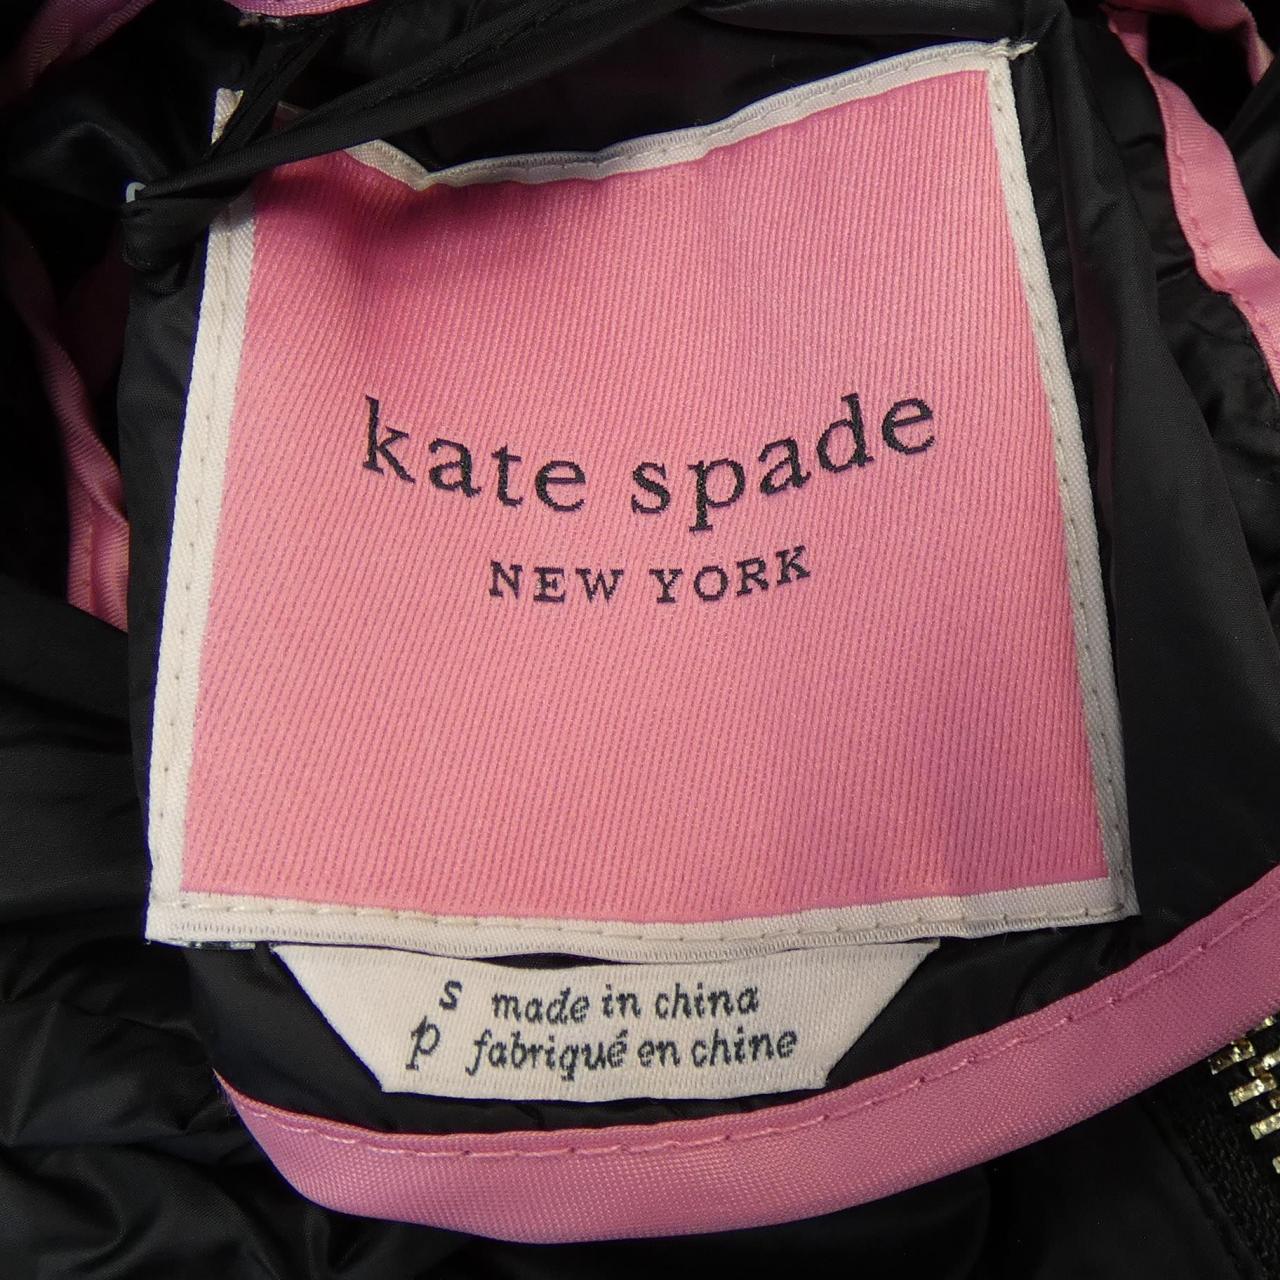 kate spade
NEW YORK
s made in china
p fabriqué en chine